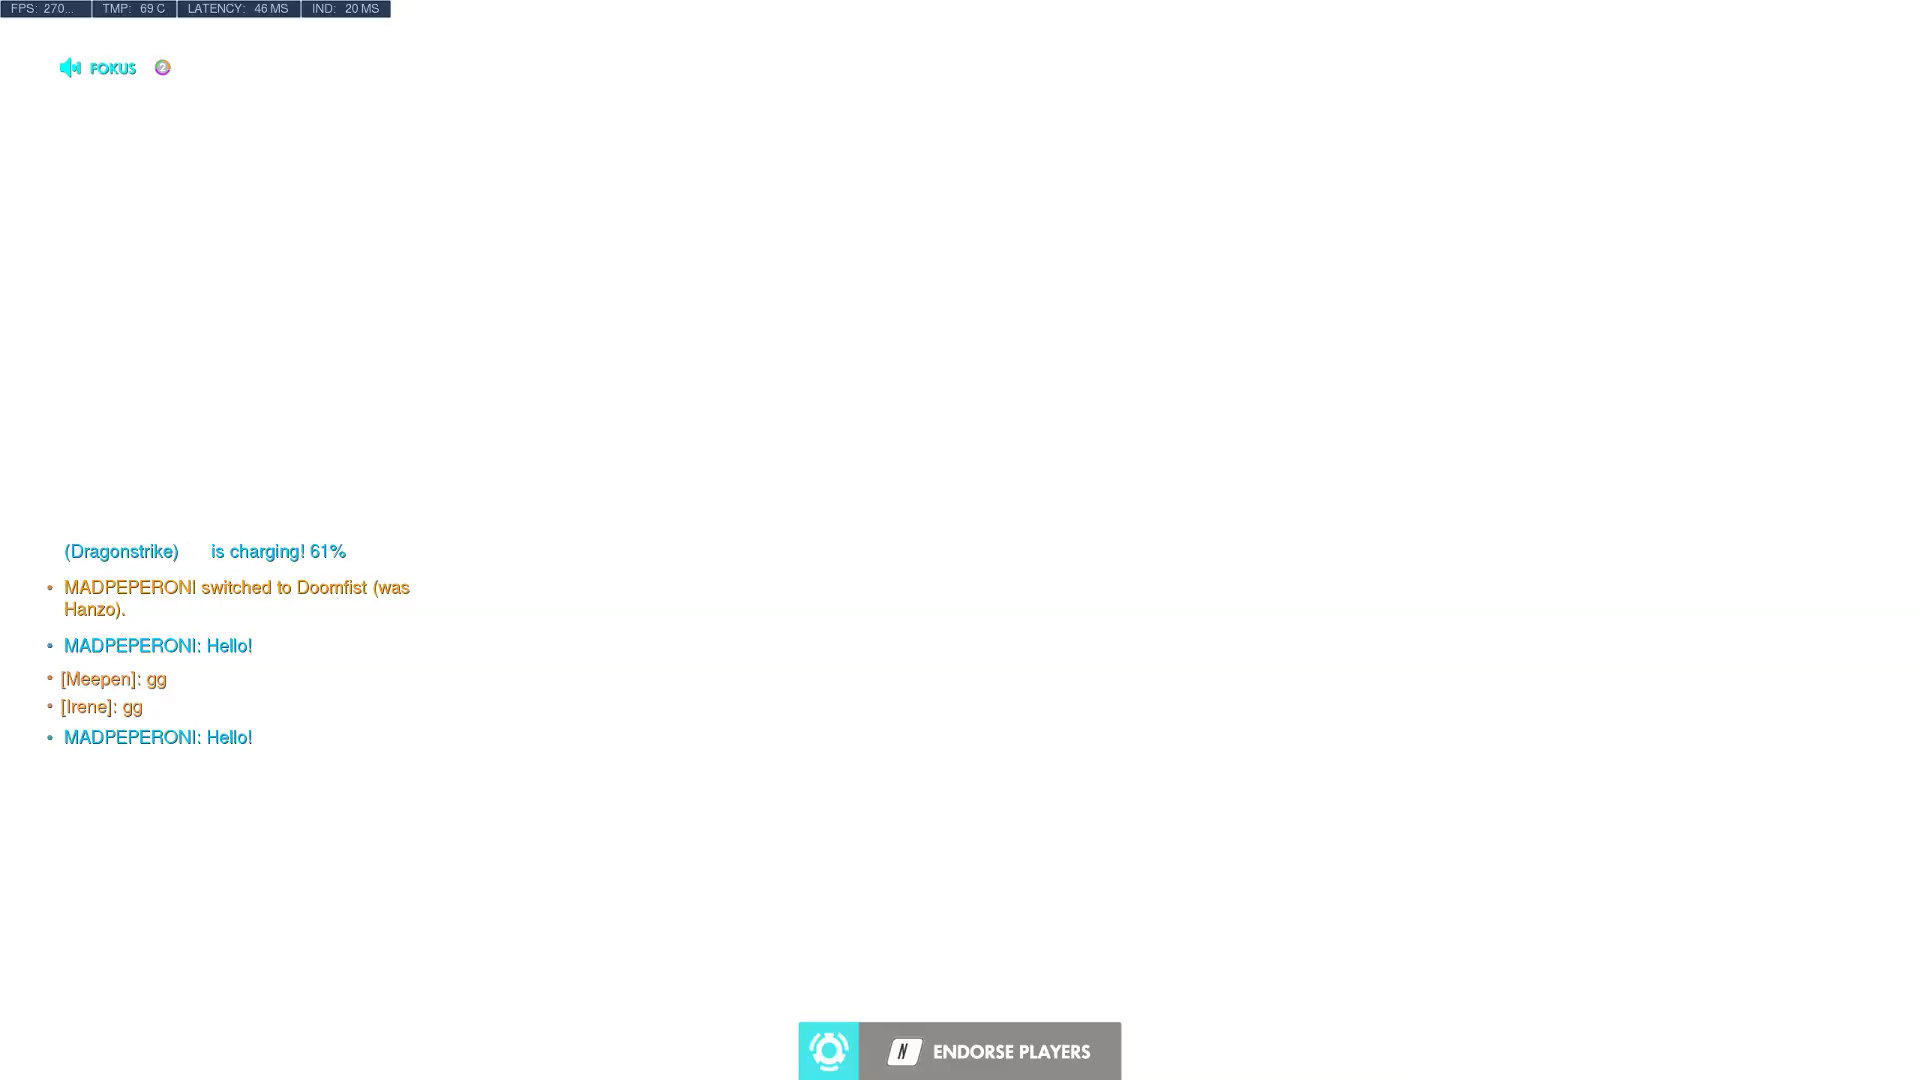 FPS: 270... TMP: 69 C LATENCY: 46 MS IND: 20 MS
FOKUS 2
(Dragonstrike) is charging! 61%
• MADPEPERONI switched to Doomfist (was
Hanzo).
• MADPEPERONI: Hello!
• [Meepen]: gg
• [Irene]: gg
• MADPEPERONI: Hello!
N ENDORSE PLAYERS